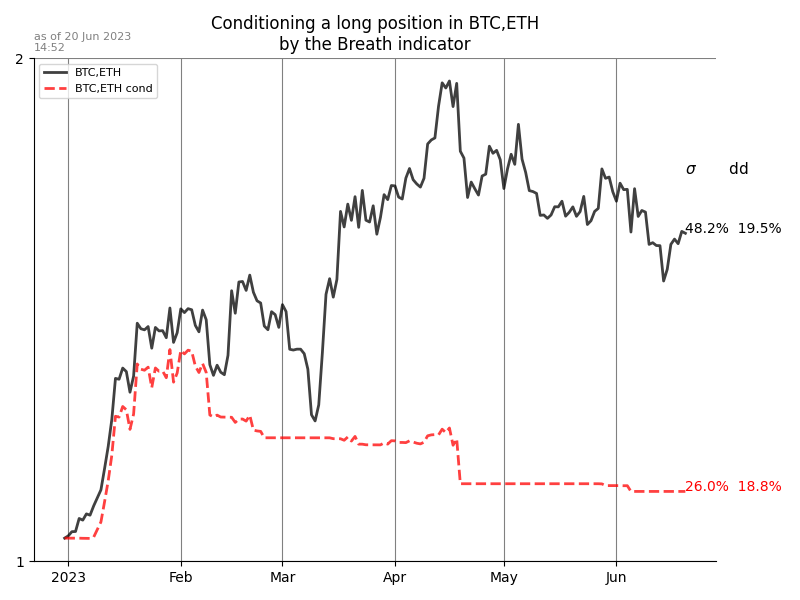 Conditioning a long position in BTC,ETH
by the Breath indicator
as of 20 Jun 2023
14:52
2
BTC,ETH
BTC,ETH cond
σ dd
48.2% 19.5%
26.0% 18.8%
1
2023 Feb Mar Apr May Jun